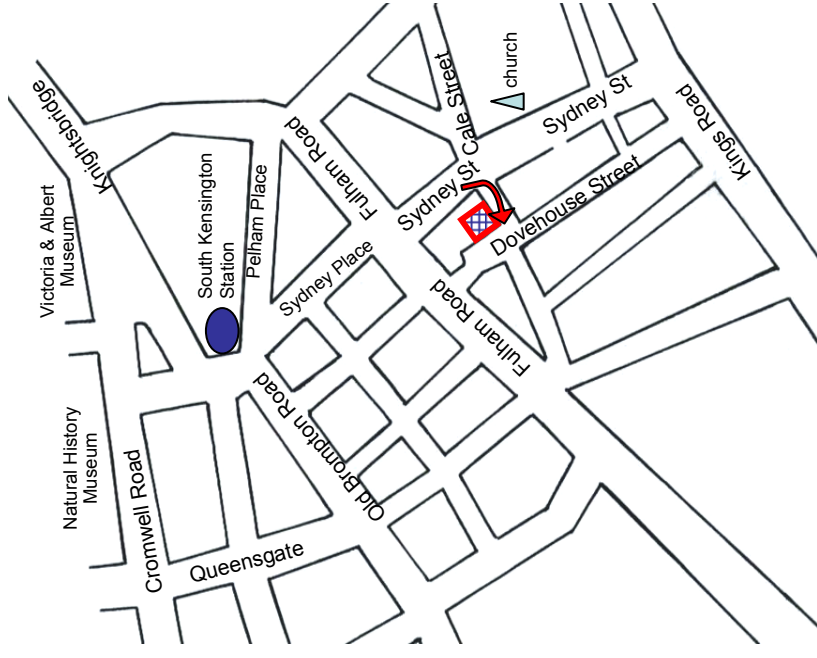 church
Cale Street
Sydney St
Kings Road
Knightsbridge
Fulham Road
South Kensington
Station
Pelham Place
Sydney St
Dovehouse Street
Victoria & Albert
Museum
Sydney Place
Fulham Road
Old Brompton Road
Natural History
Museum
Cromwell Road
Queensgate